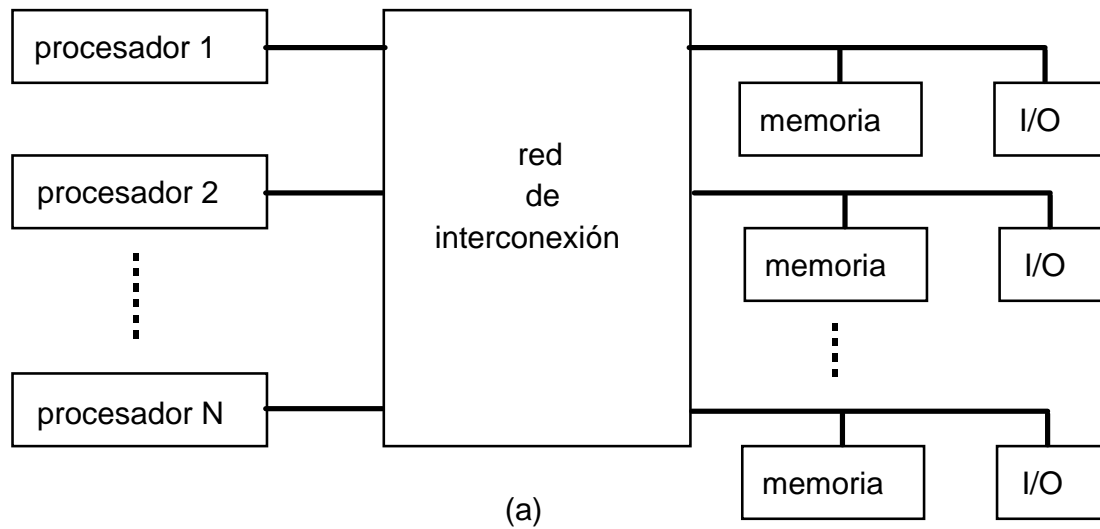 procesador 1
procesador 2
procesador N
red
de
interconexión
memoria
I/O
memoria
I/O
memoria
I/O
(a)